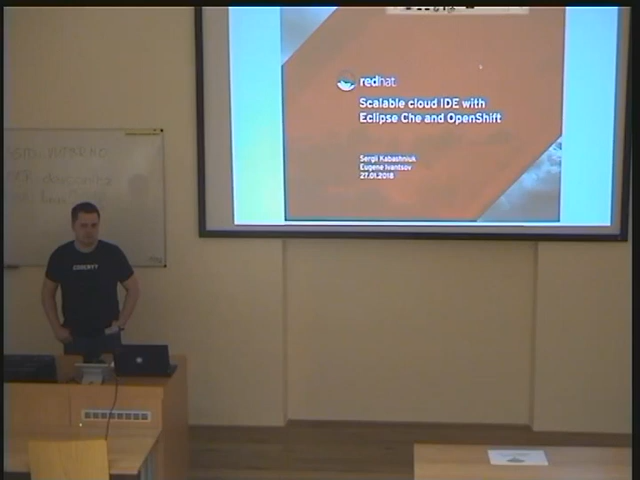 redhat.
Scalable cloud IDE with
Eclipse Che and OpenShift
Sergii Kabashniuk
Eugene Ivantsov
27.01.2018